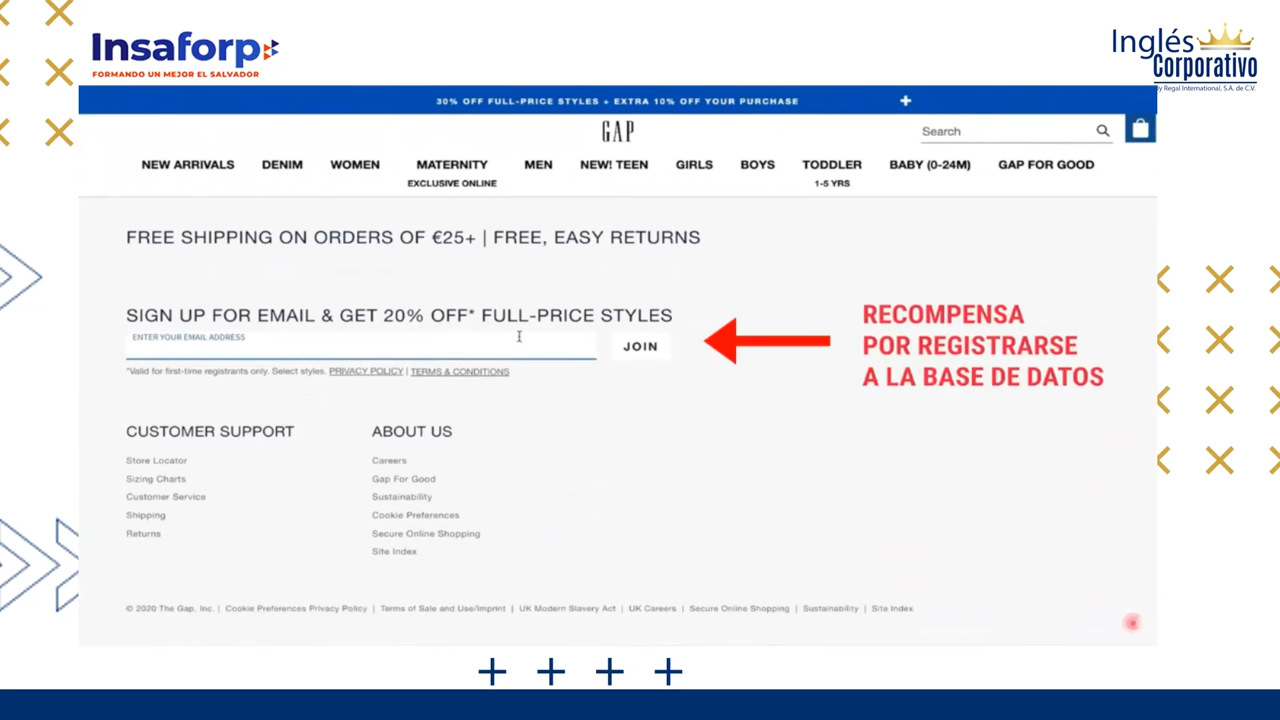 Insaforp
FORMANDO UN MEJOR EL SALVADOR
Inglés
Corporativo
y Regal International, S.A. de C.V.
30% OFF FULL-PRICE STYLES + EXTRA 10% OFF YOUR PURCHASE
GAP
Search
NEW ARRIVALS DENIM WOMEN MATERNITY MEN NEW! TEEN GIRLS BOYS TODDLER BABY (0-24M) GAP FOR GOOD
EXCLUSIVE ONLINE 1-5 YRS
FREE SHIPPING ON ORDERS OF €25+ | FREE, EASY RETURNS
SIGN UP FOR EMAIL & GET 20% OFF* FULL-PRICE STYLES
ENTER YOUR EMAIL ADDRESS
JOIN
*Valid for first-time registrants only. Select styles. PRIVACY POLICY | TERMS & CONDITIONS
RECOMPENSA
POR REGISTRARSE
A LA BASE DE DATOS
CUSTOMER SUPPORT
Store Locator
Sizing Charts
Customer Service
Shipping
Returns
ABOUT US
Careers
Gap For Good
Sustainability
Cookie Preferences
Secure Online Shopping
Site Index
© 2020 The Gap, Inc. | Cookie Preferences Privacy Policy | Terms of Sale and Use/Imprint | UK Modern Slavery Act | UK Careers | Secure Online Shopping | Sustainability | Site Index